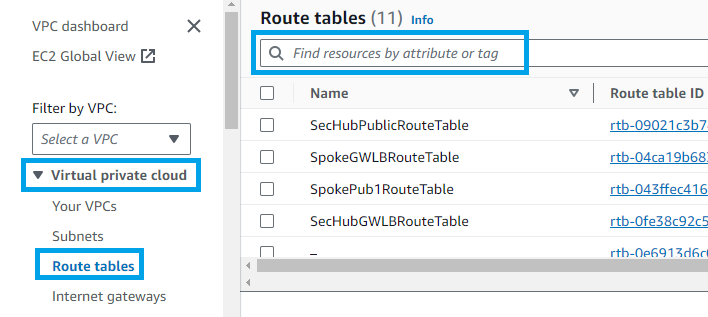 VPC dashboard
EC2 Global View
Filter by VPC:
Select a VPC
Virtual private cloud
Your VPCs
Subnets
Route tables
Internet gateways
Route tables (11) Info
Find resources by attribute or tag
Name Route table ID
SecHubPublicRouteTable rtb-09021c3b7
SpokeGWLBRouteTable rtb-04ca19b68
SpokePub1RouteTable rtb-043ffec416
SecHubGWLBRouteTable rtb-0fe38c92c5
– rtb-0e6913d6c